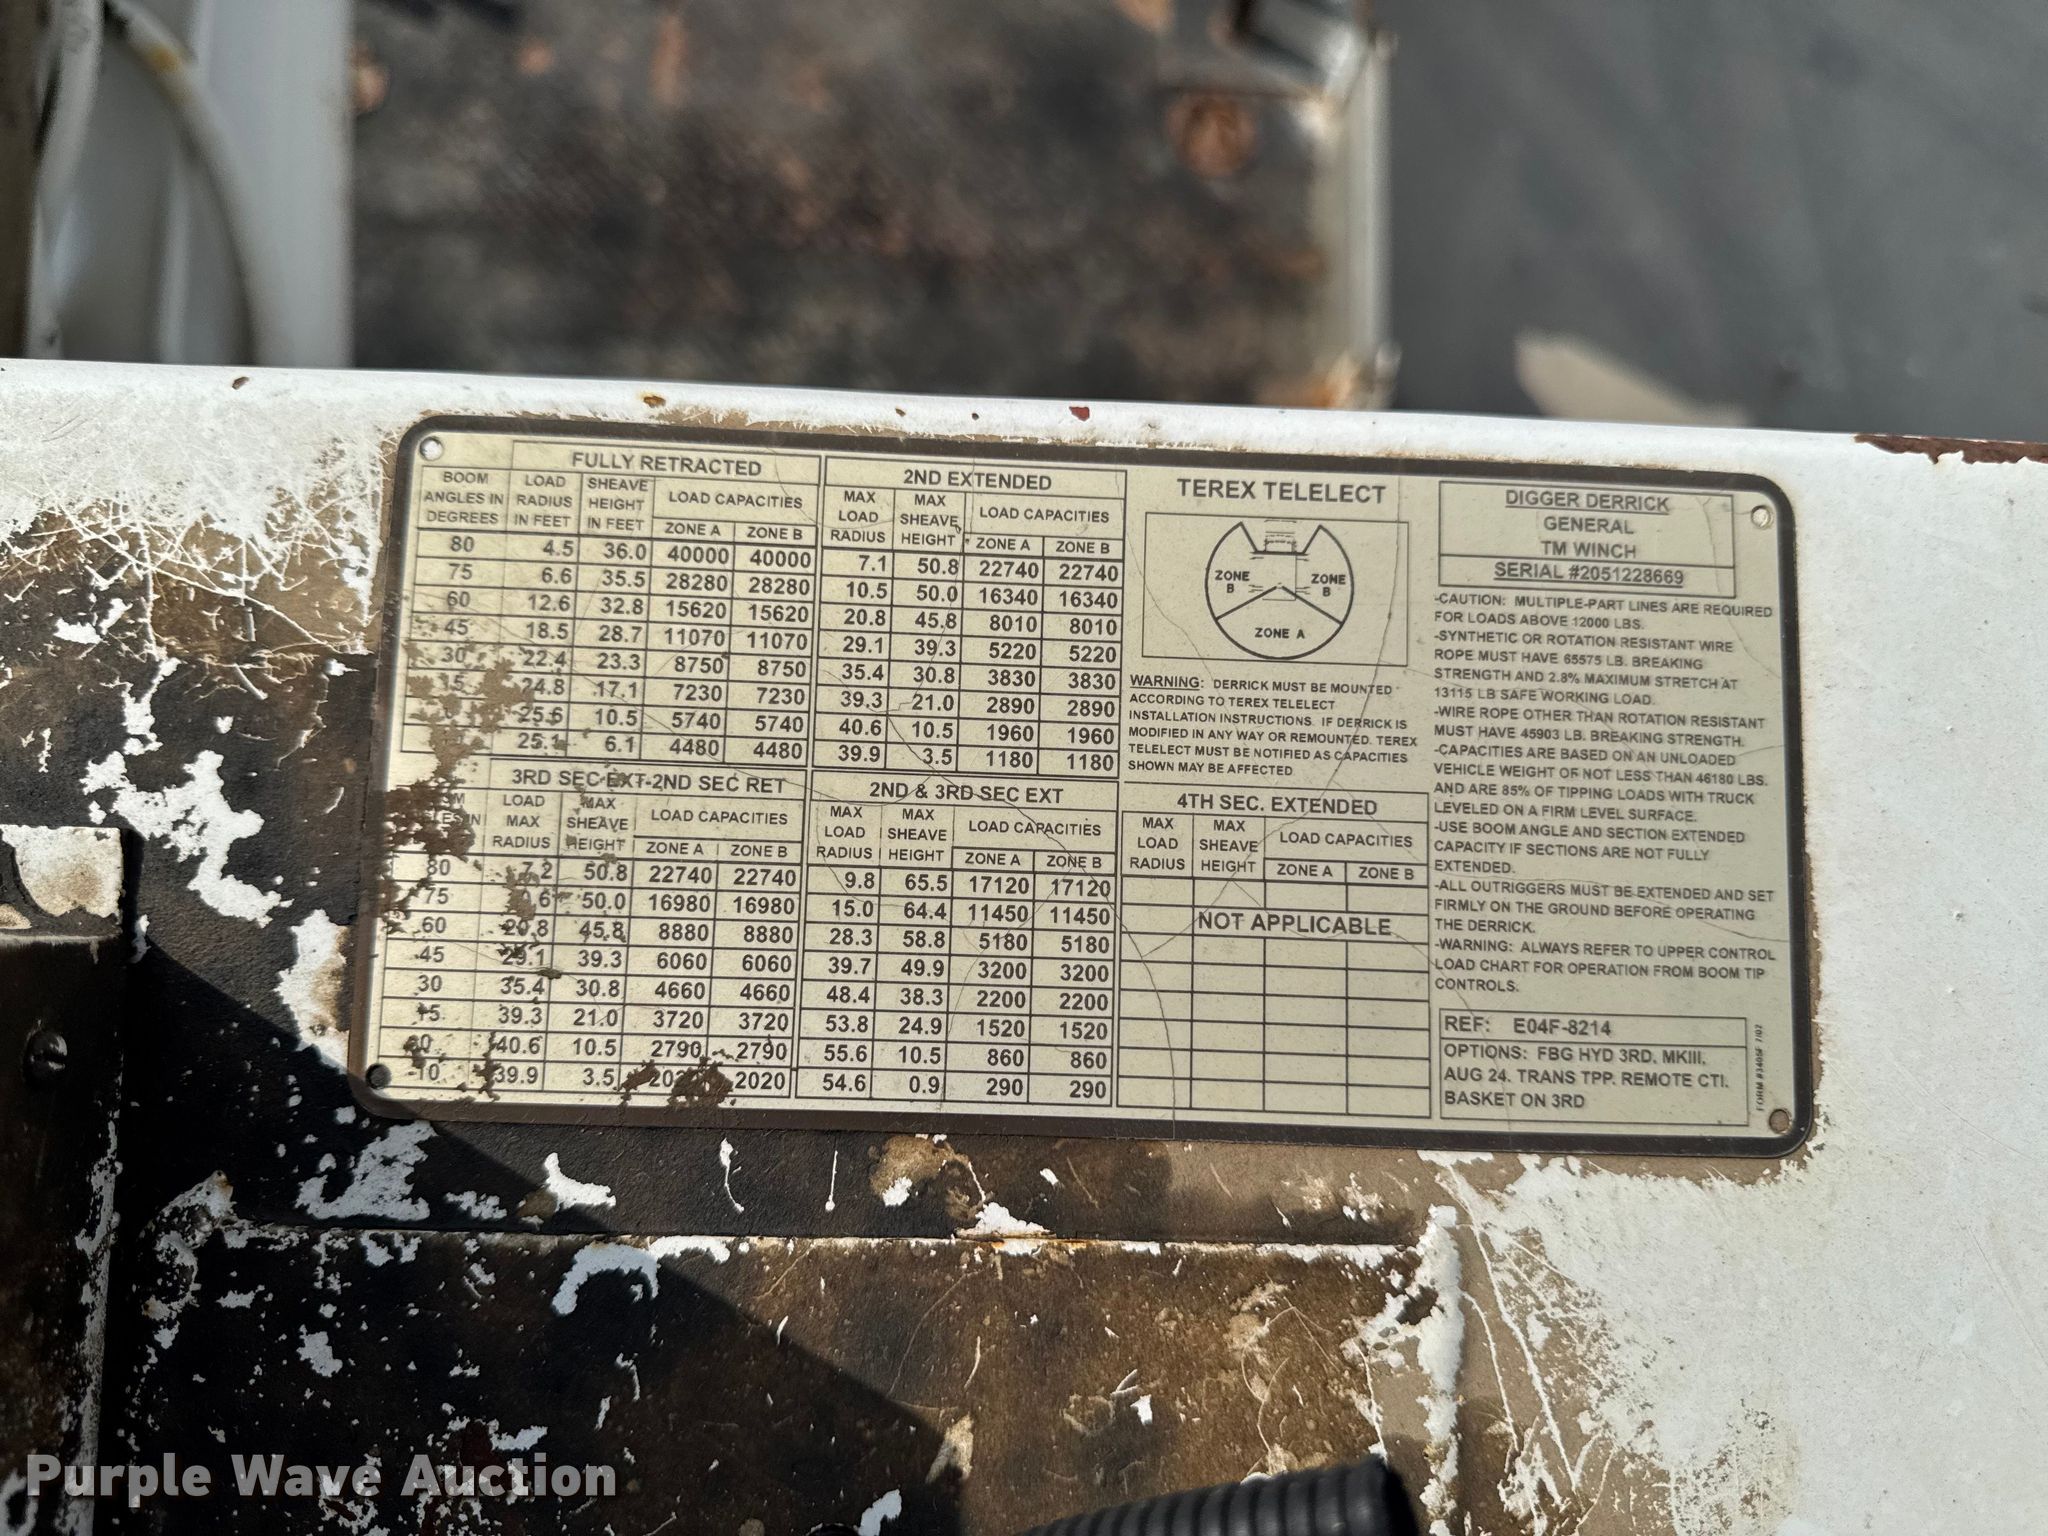 FULLY RETRACTED
BOOM ANGLES IN DEGREES LOAD RADIUS IN FEET SHEAVE HEIGHT IN FEET LOAD CAPACITIES
ZONE A ZONE B
80 4.5 36.0 40000 40000
75 6.6 35.5 28280 28280
60 12.6 32.8 15620 15620
45 18.5 28.7 11070 11070
30 22.4 23.3 8750 8750
15 24.8 17.1 7230 7230
25.6 10.5 5740 5740
25.1 6.1 4480 4480
2ND EXTENDED
MAX LOAD RADIUS MAX SHEAVE HEIGHT LOAD CAPACITIES
ZONE A ZONE B
7.1 50.8 22740 22740
10.5 50.0 16340 16340
20.8 45.8 8010 8010
29.1 39.3 5220 5220
35.4 30.8 3830 3830
39.3 21.0 2890 2890
40.6 10.5 1960 1960
39.9 3.5 1180 1180
3RD SEC EXT-2ND SEC RET
LOAD MAX RADIUS MAX SHEAVE HEIGHT LOAD CAPACITIES
ZONE A ZONE B
80 7.2 50.8 22740 22740
75 50.0 16980 16980
60 20.8 45.8 8880 8880
45 29.1 39.3 6060 6060
30 35.4 30.8 4660 4660
15 39.3 21.0 3720 3720
40.6 10.5 2790 2790
-10 39.9 3.5 2020
2ND & 3RD SEC EXT
MAX LOAD RADIUS MAX SHEAVE HEIGHT LOAD CAPACITIES
ZONE A ZONE B
9.8 65.5 17120 17120
15.0 64.4 11450 11450
28.3 58.8 5180 5180
39.7 49.9 3200 3200
48.4 38.3 2200 2200
53.8 24.9 1520 1520
55.6 10.5 860 860
54.6 0.9 290 290
TEREX TELELECT
ZONE B
ZONE B
ZONE A
WARNING: DERRICK MUST BE MOUNTED
ACCORDING TO TEREX TELELECT
INSTALLATION INSTRUCTIONS. IF DERRICK IS
MODIFIED IN ANY WAY OR REMOUNTED. TEREX
TELELECT MUST BE NOTIFIED AS CAPACITIES
SHOWN MAY BE AFFECTED
4TH SEC. EXTENDED
MAX LOAD RADIUS MAX SHEAVE HEIGHT LOAD CAPACITIES
ZONE A ZONE B
NOT APPLICABLE
DIGGER DERRICK
GENERAL
TM WINCH
SERIAL #2051228669
-CAUTION: MULTIPLE-PART LINES ARE REQUIRED
FOR LOADS ABOVE 12000 LBS.
-SYNTHETIC OR ROTATION RESISTANT WIRE
ROPE MUST HAVE 65575 LB. BREAKING
STRENGTH AND 2.8% MAXIMUM STRETCH AT
13115 LB SAFE WORKING LOAD.
-WIRE ROPE OTHER THAN ROTATION RESISTANT
MUST HAVE 45903 LB. BREAKING STRENGTH.
-CAPACITIES ARE BASED ON AN UNLOADED
VEHICLE WEIGHT OF NOT LESS THAN 46180 LBS.
AND ARE 85% OF TIPPING LOADS WITH TRUCK
LEVELED ON A FIRM LEVEL SURFACE.
-USE BOOM ANGLE AND SECTION EXTENDED
CAPACITY IF SECTIONS ARE NOT FULLY
EXTENDED.
-ALL OUTRIGGERS MUST BE EXTENDED AND SET
FIRMLY ON THE GROUND BEFORE OPERATING
THE DERRICK.
-WARNING: ALWAYS REFER TO UPPER CONTROL
LOAD CHART FOR OPERATION FROM BOOM TIP
CONTROLS.
REF: E04F-8214
OPTIONS: FBG HYD 3RD, MKIII,
AUG 24. TRANS TPP. REMOTE CTL
BASKET ON 3RD
FORM #3405F 7/02
Purple Wave Auction